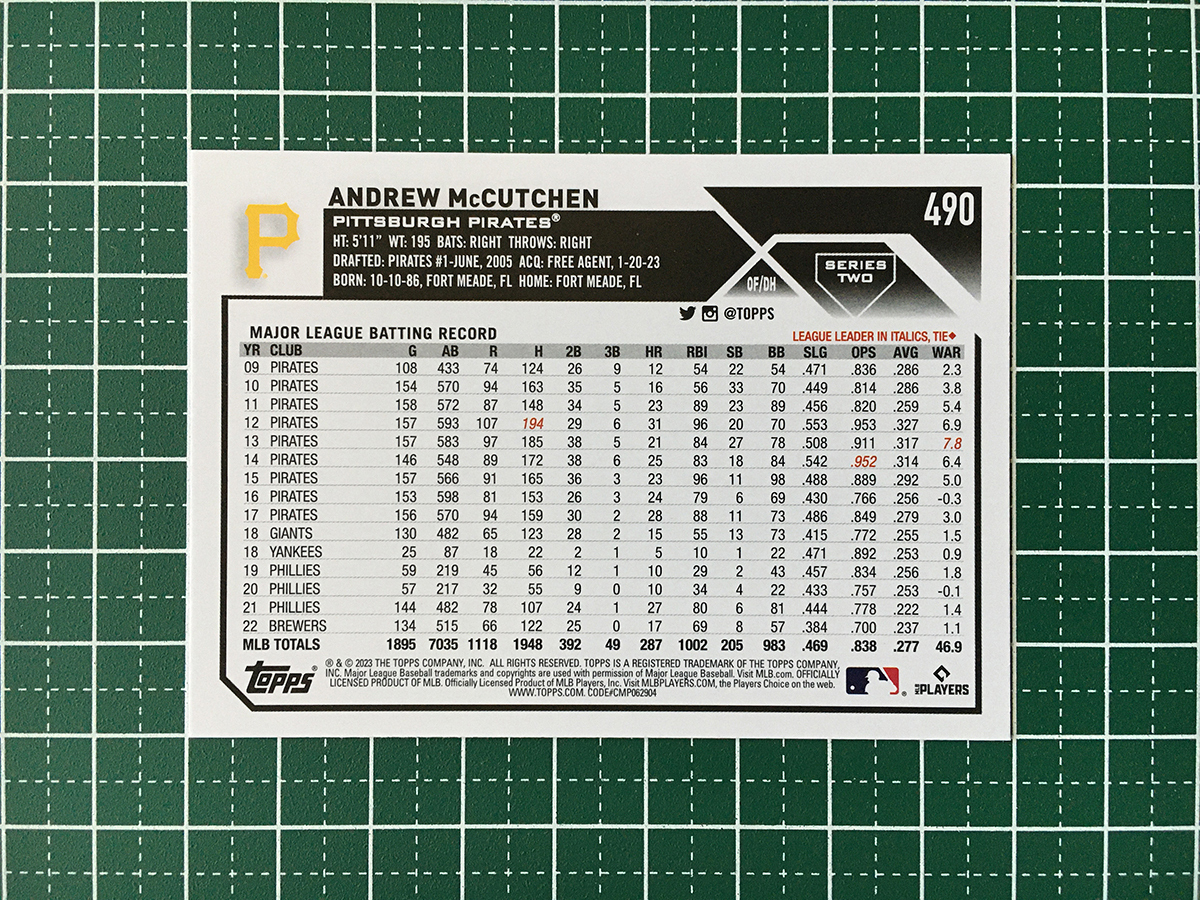 P
ANDREW McCUTCHEN
490
PITTSBURGH PIRATES®
HT: 5'11" WT: 195 BATS: RIGHT THROWS: RIGHT
DRAFTED: PIRATES #1-JUNE, 2005 ACQ: FREE AGENT, 1-20-23
BORN: 10-10-86, FORT MEADE, FL HOME: FORT MEADE, FL
OF/DH
SERIES
TWO
@TOPPS
MAJOR LEAGUE BATTING RECORD
LEAGUE LEADER IN ITALICS, TIE◆
YR CLUB G AB R H 2B 3B HR RBI SB BB SLG OPS AVG WAR
09 PIRATES 108 433 74 124 26 9 12 54 22 54 .471 .836 .286 2.3
10 PIRATES 154 570 94 163 35 5 16 56 33 70 .449 .814 .286 3.8
11 PIRATES 158 572 87 148 34 5 23 89 23 89 .456 .820 .259 5.4
12 PIRATES 157 593 107 194 29 6 31 96 20 70 .553 .953 .327 6.9
13 PIRATES 157 583 97 185 38 5 21 84 27 78 .508 .911 .317 7.8
14 PIRATES 146 548 89 172 38 6 25 83 18 84 .542 .952 .314 6.4
15 PIRATES 157 566 91 165 36 3 23 96 11 98 .488 .889 .292 5.0
16 PIRATES 153 598 81 153 26 3 24 79 6 69 .430 .766 .256 -0.3
17 PIRATES 156 570 94 159 30 2 28 88 11 73 .486 .849 .279 3.0
18 GIANTS 130 482 65 123 28 2 15 55 13 73 .415 .772 .255 1.5
18 YANKEES 25 87 18 22 2 1 5 10 1 22 .471 .892 .253 0.9
19 PHILLIES 59 219 45 56 12 1 10 29 2 43 .457 .834 .256 1.8
20 PHILLIES 57 217 32 55 9 0 10 34 4 22 .433 .757 .253 -0.1
21 PHILLIES 144 482 78 107 24 1 27 80 6 81 .444 .778 .222 1.4
22 BREWERS 134 515 66 122 25 0 17 69 8 57 .384 .700 .237 1.1
MLB TOTALS 1895 7035 1118 1948 392 49 287 1002 205 983 .469 .838 .277 46.9
Topps®
® & © 2023 THE TOPPS COMPANY, INC. ALL RIGHTS RESERVED. TOPPS IS A REGISTERED TRADEMARK OF THE TOPPS COMPANY,
INC. Major League Baseball trademarks and copyrights are used with permission of Major League Baseball. Visit MLB.com. OFFICIALLY
LICENSED PRODUCT OF MLB. Officially Licensed Product of MLB Players, Inc. Visit MLBPLAYERS.COM, the Players Choice on the web.
WWW.TOPPS.COM. CODE#CMP062904
®
MLB PLAYERS